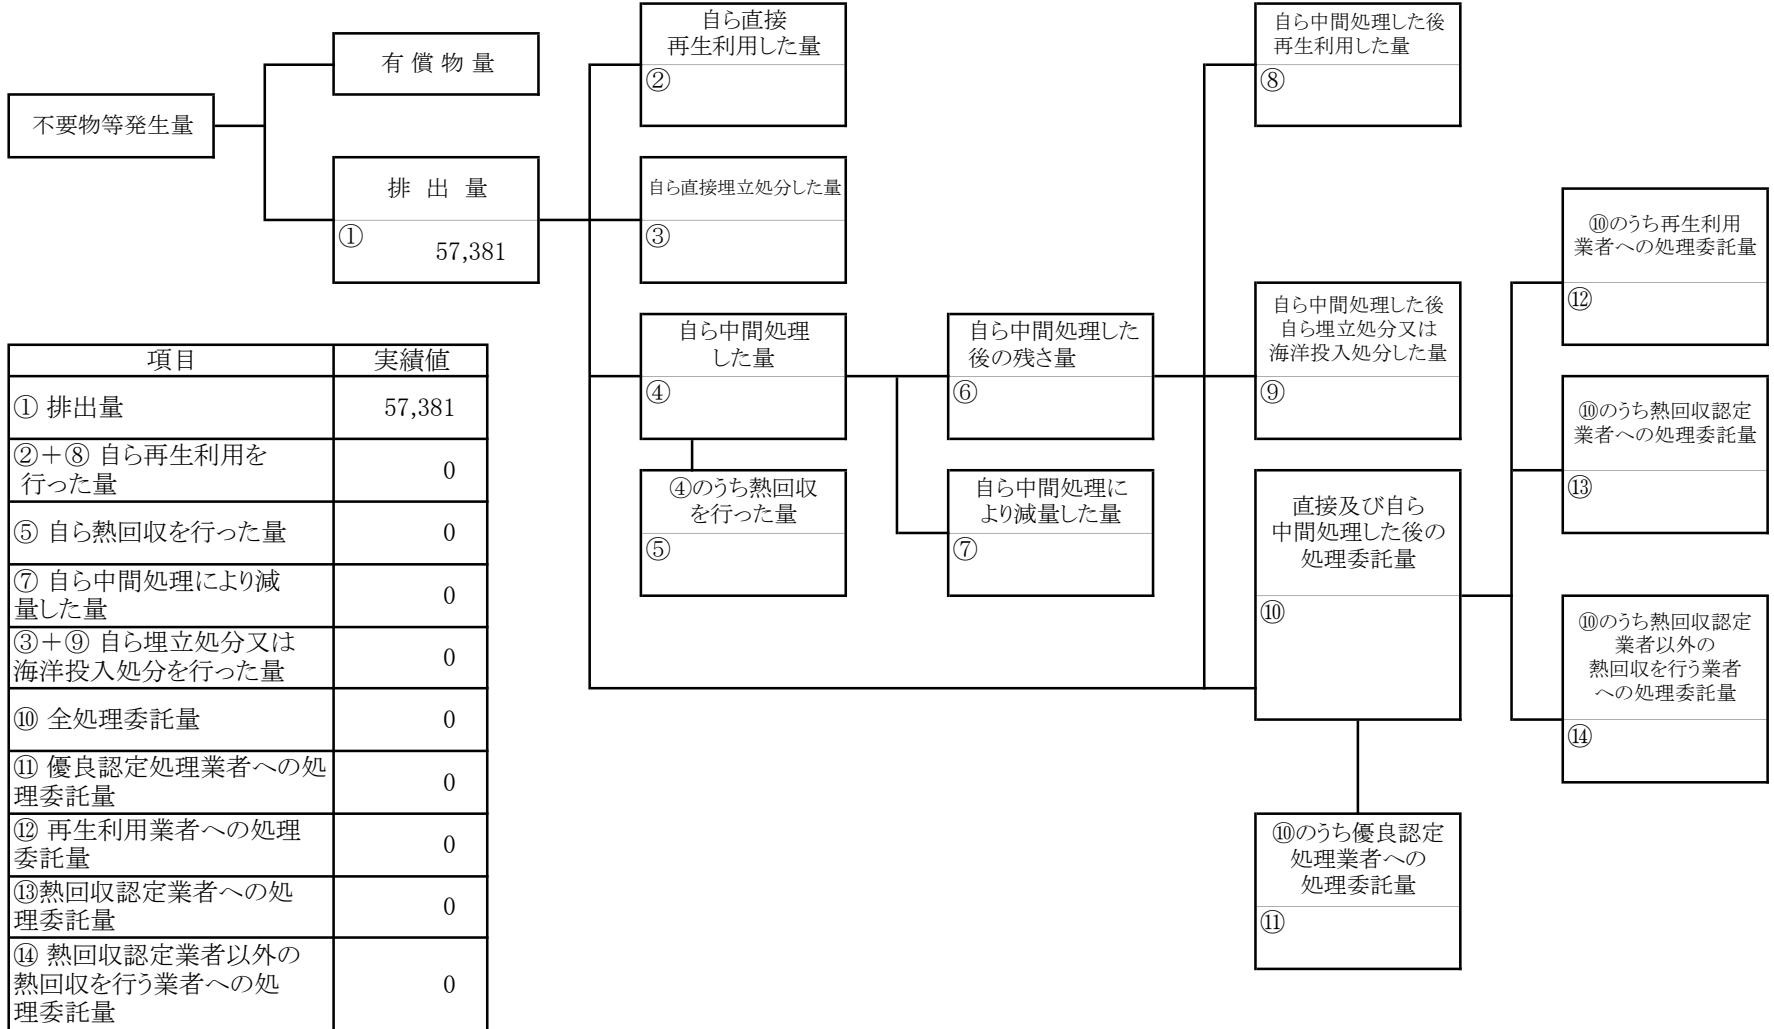 不要物等発生量
有 償 物 量
排 出 量
①
57,381
自ら直接
再生利用した量
②
自ら直接埋立処分した量
③
自ら中間処理
した量
④
④のうち熱回収
を行った量
⑤
自ら中間処理した
後の残さ量
⑥
自ら中間処理に
より減量した量
⑦
自ら中間処理した後
再生利用した量
⑧
自ら中間処理した後
自ら埋立処分又は
海洋投入処分した量
⑨
直接及び自ら
中間処理した後の
処理委託量
⑩
⑩のうち優良認定
処理業者への
処理委託量
⑪
⑩のうち再生利用
業者への処理委託量
⑫
⑩のうち熱回収認定
業者への処理委託量
⑬
⑩のうち熱回収認定
業者以外の
熱回収を行う業者
への処理委託量
⑭
項目 実績値
① 排出量 57,381
②+⑧ 自ら再生利用を
行った量 0
⑤ 自ら熱回収を行った量 0
⑦ 自ら中間処理により減
量した量 0
③+⑨ 自ら埋立処分又は
海洋投入処分を行った量 0
⑩ 全処理委託量 0
⑪ 優良認定処理業者への処
理委託量 0
⑫ 再生利用業者への処理
委託量 0
⑬熱回収認定業者への処
理委託量 0
⑭ 熱回収認定業者以外の
熱回収を行う業者への処 0
理委託量